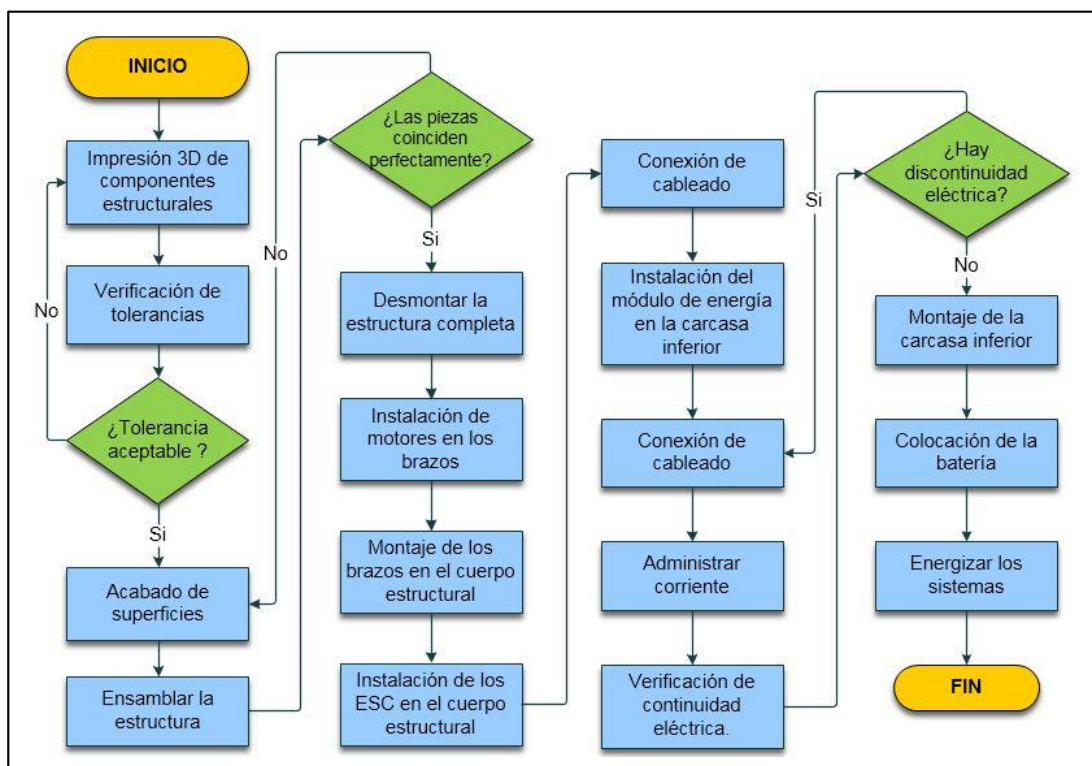 INICIO
Impresión 3D de
componentes
estructurales
Verificación de
tolerancias
No
¿Tolerancia
aceptable ?
Si
Acabado de
superficies
Ensamblar la
estructura
¿Las piezas
coinciden
perfectamente?
No
Si
Desmontar la
estructura completa
Instalación de
motores en los
brazos
Montaje de los
brazos en el cuerpo
estructural
Instalación de los
ESC en el cuerpo
estructural
Conexión de
cableado
Instalación del
módulo de energía
en la carcasa
inferior
Conexión de
cableado
Administrar
corriente
Verificación de
continuidad
eléctrica.
¿Hay
discontinuidad
eléctrica?
Si
No
Montaje de la
carcasa inferior
Colocación de la
batería
Energizar los
sistemas
FIN